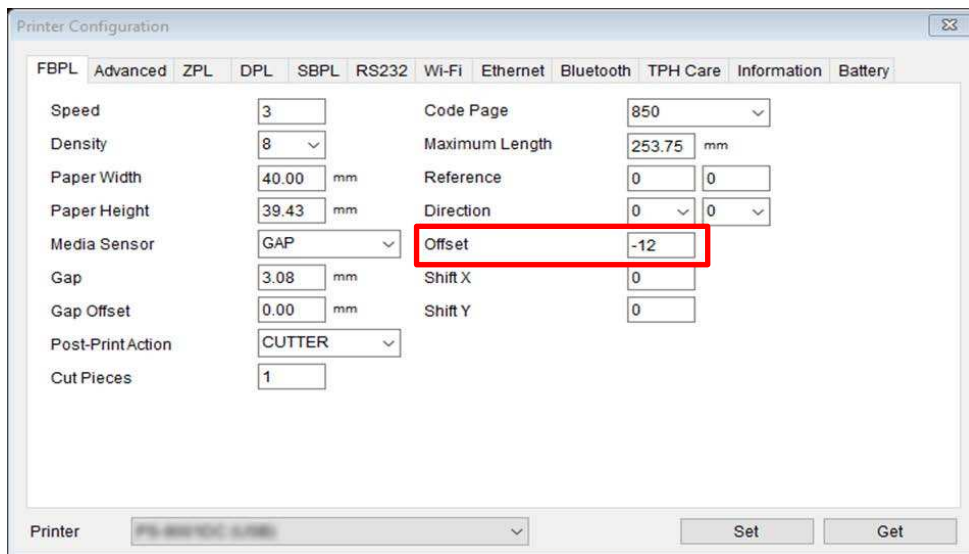 Printer Configuration
FBPL Advanced ZPL DPL SBPL RS232 Wi-Fi Ethernet Bluetooth TPH Care Information Battery
Speed 3 Code Page 850
Density 8 Maximum Length 253.75 mm
Paper Width 40.00 mm Reference 0 0
Paper Height 39.43 mm Direction 0 0
Media Sensor GAP Offset -12
Gap 3.08 mm Shift X 0
Gap Offset 0.00 mm Shift Y 0
Post-Print Action CUTTER
Cut Pieces 1
Printer Set Get